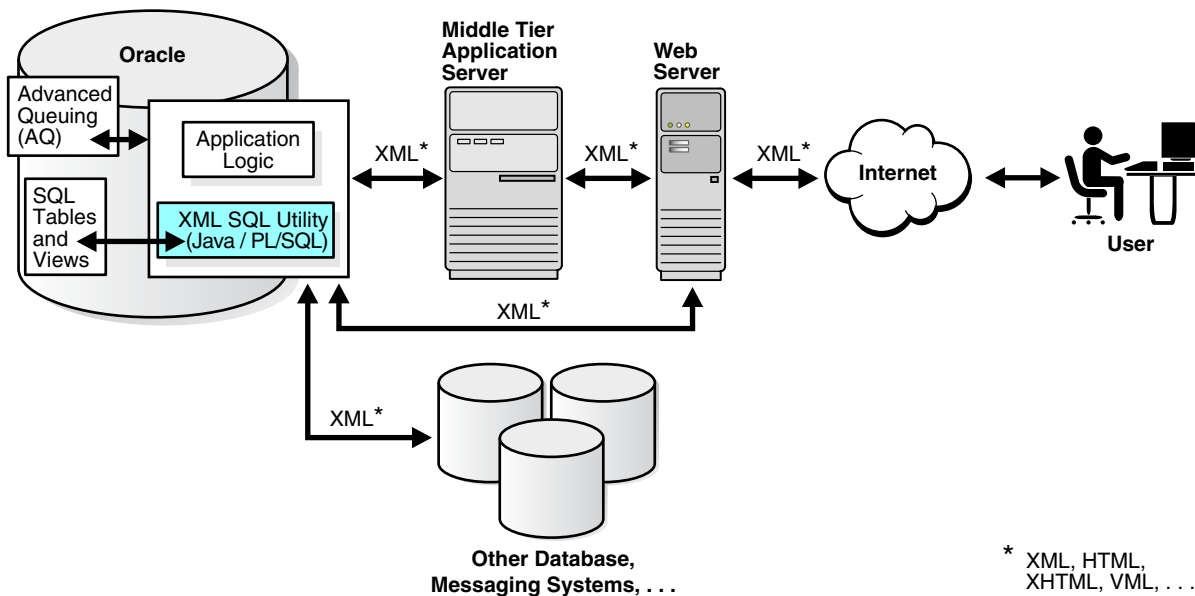 Oracle
Middle Tier
Application
Server
Web
Server
Advanced
Queuing
(AQ)
Application
Logic
SQL
Tables
and
Views
XML SQL Utility
(Java / PL/SQL)
XML*
XML*
XML*
Internet
User
XML*
XML*
Other Database,
Messaging Systems, . . .
* XML, HTML,
XHTML, VML, . . .